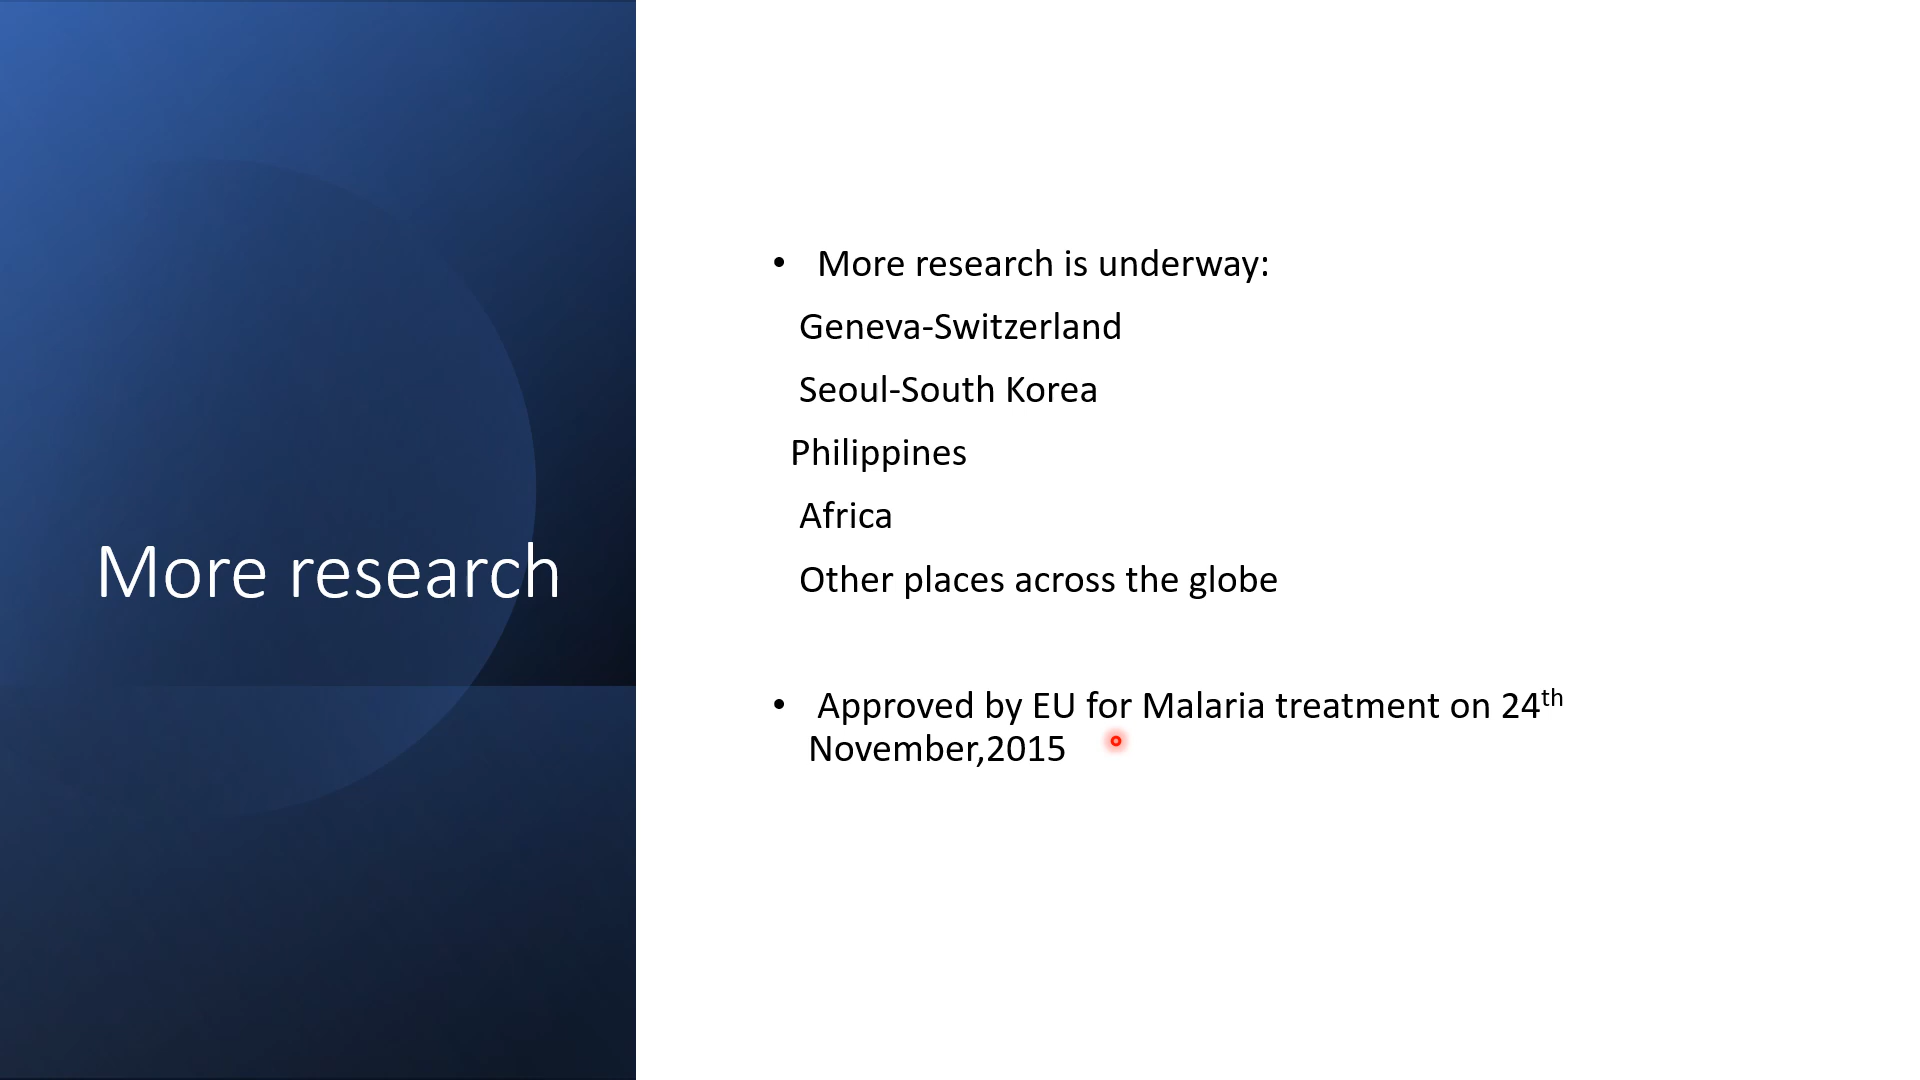 More research
• More research is underway:
Geneva-Switzerland
Seoul-South Korea
Philippines
Africa
Other places across the globe
• Approved by EU for Malaria treatment on 24th
November,2015